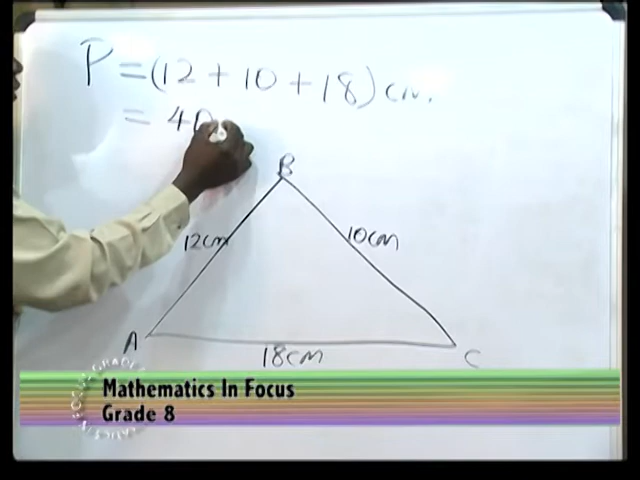 P = (12 + 10 + 18) cm.
= 40
B
12cm
10cm
A
18cm
C
Mathematics In Focus
Grade 8